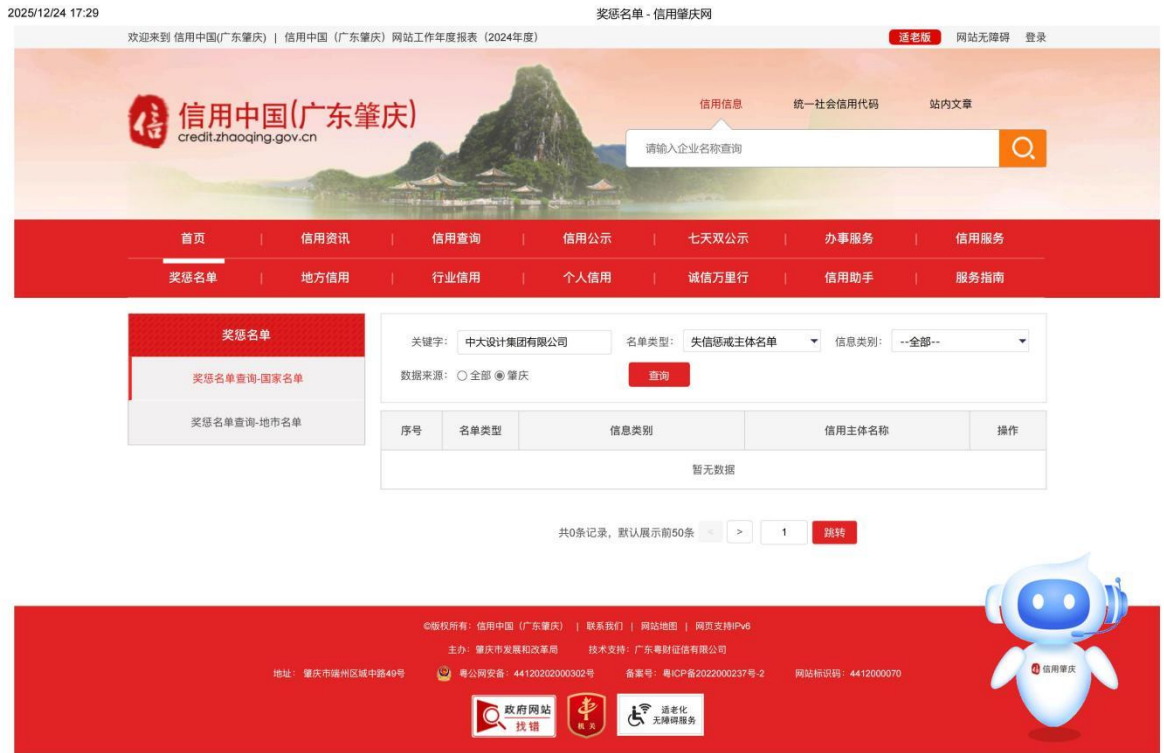 2025/12/24 17:29 奖惩名单 - 信用肇庆网
欢迎来到 信用中国(广东肇庆) | 信用中国（广东肇庆）网站工作年度报表（2024年度） 适老版 网站无障碍 登录
信用信息 统一社会信用代码 站内文章
信用中国(广东肇庆)
credit.zhaoqing.gov.cn
请输入企业名称查询
首页 | 信用资讯 | 信用查询 | 信用公示 | 七天双公示 | 办事服务 | 信用服务
奖惩名单 | 地方信用 | 行业信用 | 个人信用 | 诚信万里行 | 信用助手 | 服务指南
奖惩名单
奖惩名单查询-国家名单
奖惩名单查询-地市名单
关键字： 中大设计集团有限公司 名单类型： 失信惩戒主体名单 信息类别： --全部--
数据来源： 全部 肇庆 查询
序号 名单类型 信息类别 信用主体名称 操作
暂无数据
共0条记录，默认展示前50条 < > 1 跳转
©版权所有：信用中国（广东肇庆） | 联系我们 | 网站地图 | 网页支持IPv6
主办：肇庆市发展和改革局 技术支持：广东粤财征信有限公司
地址： 肇庆市端州区城中路49号 粤公网安备：44120202000302号 备案号：粤ICP备2022000237号-2 网站标识码：4412000070
政府网站
找错
机关
适老化
无障碍服务
信用肇庆